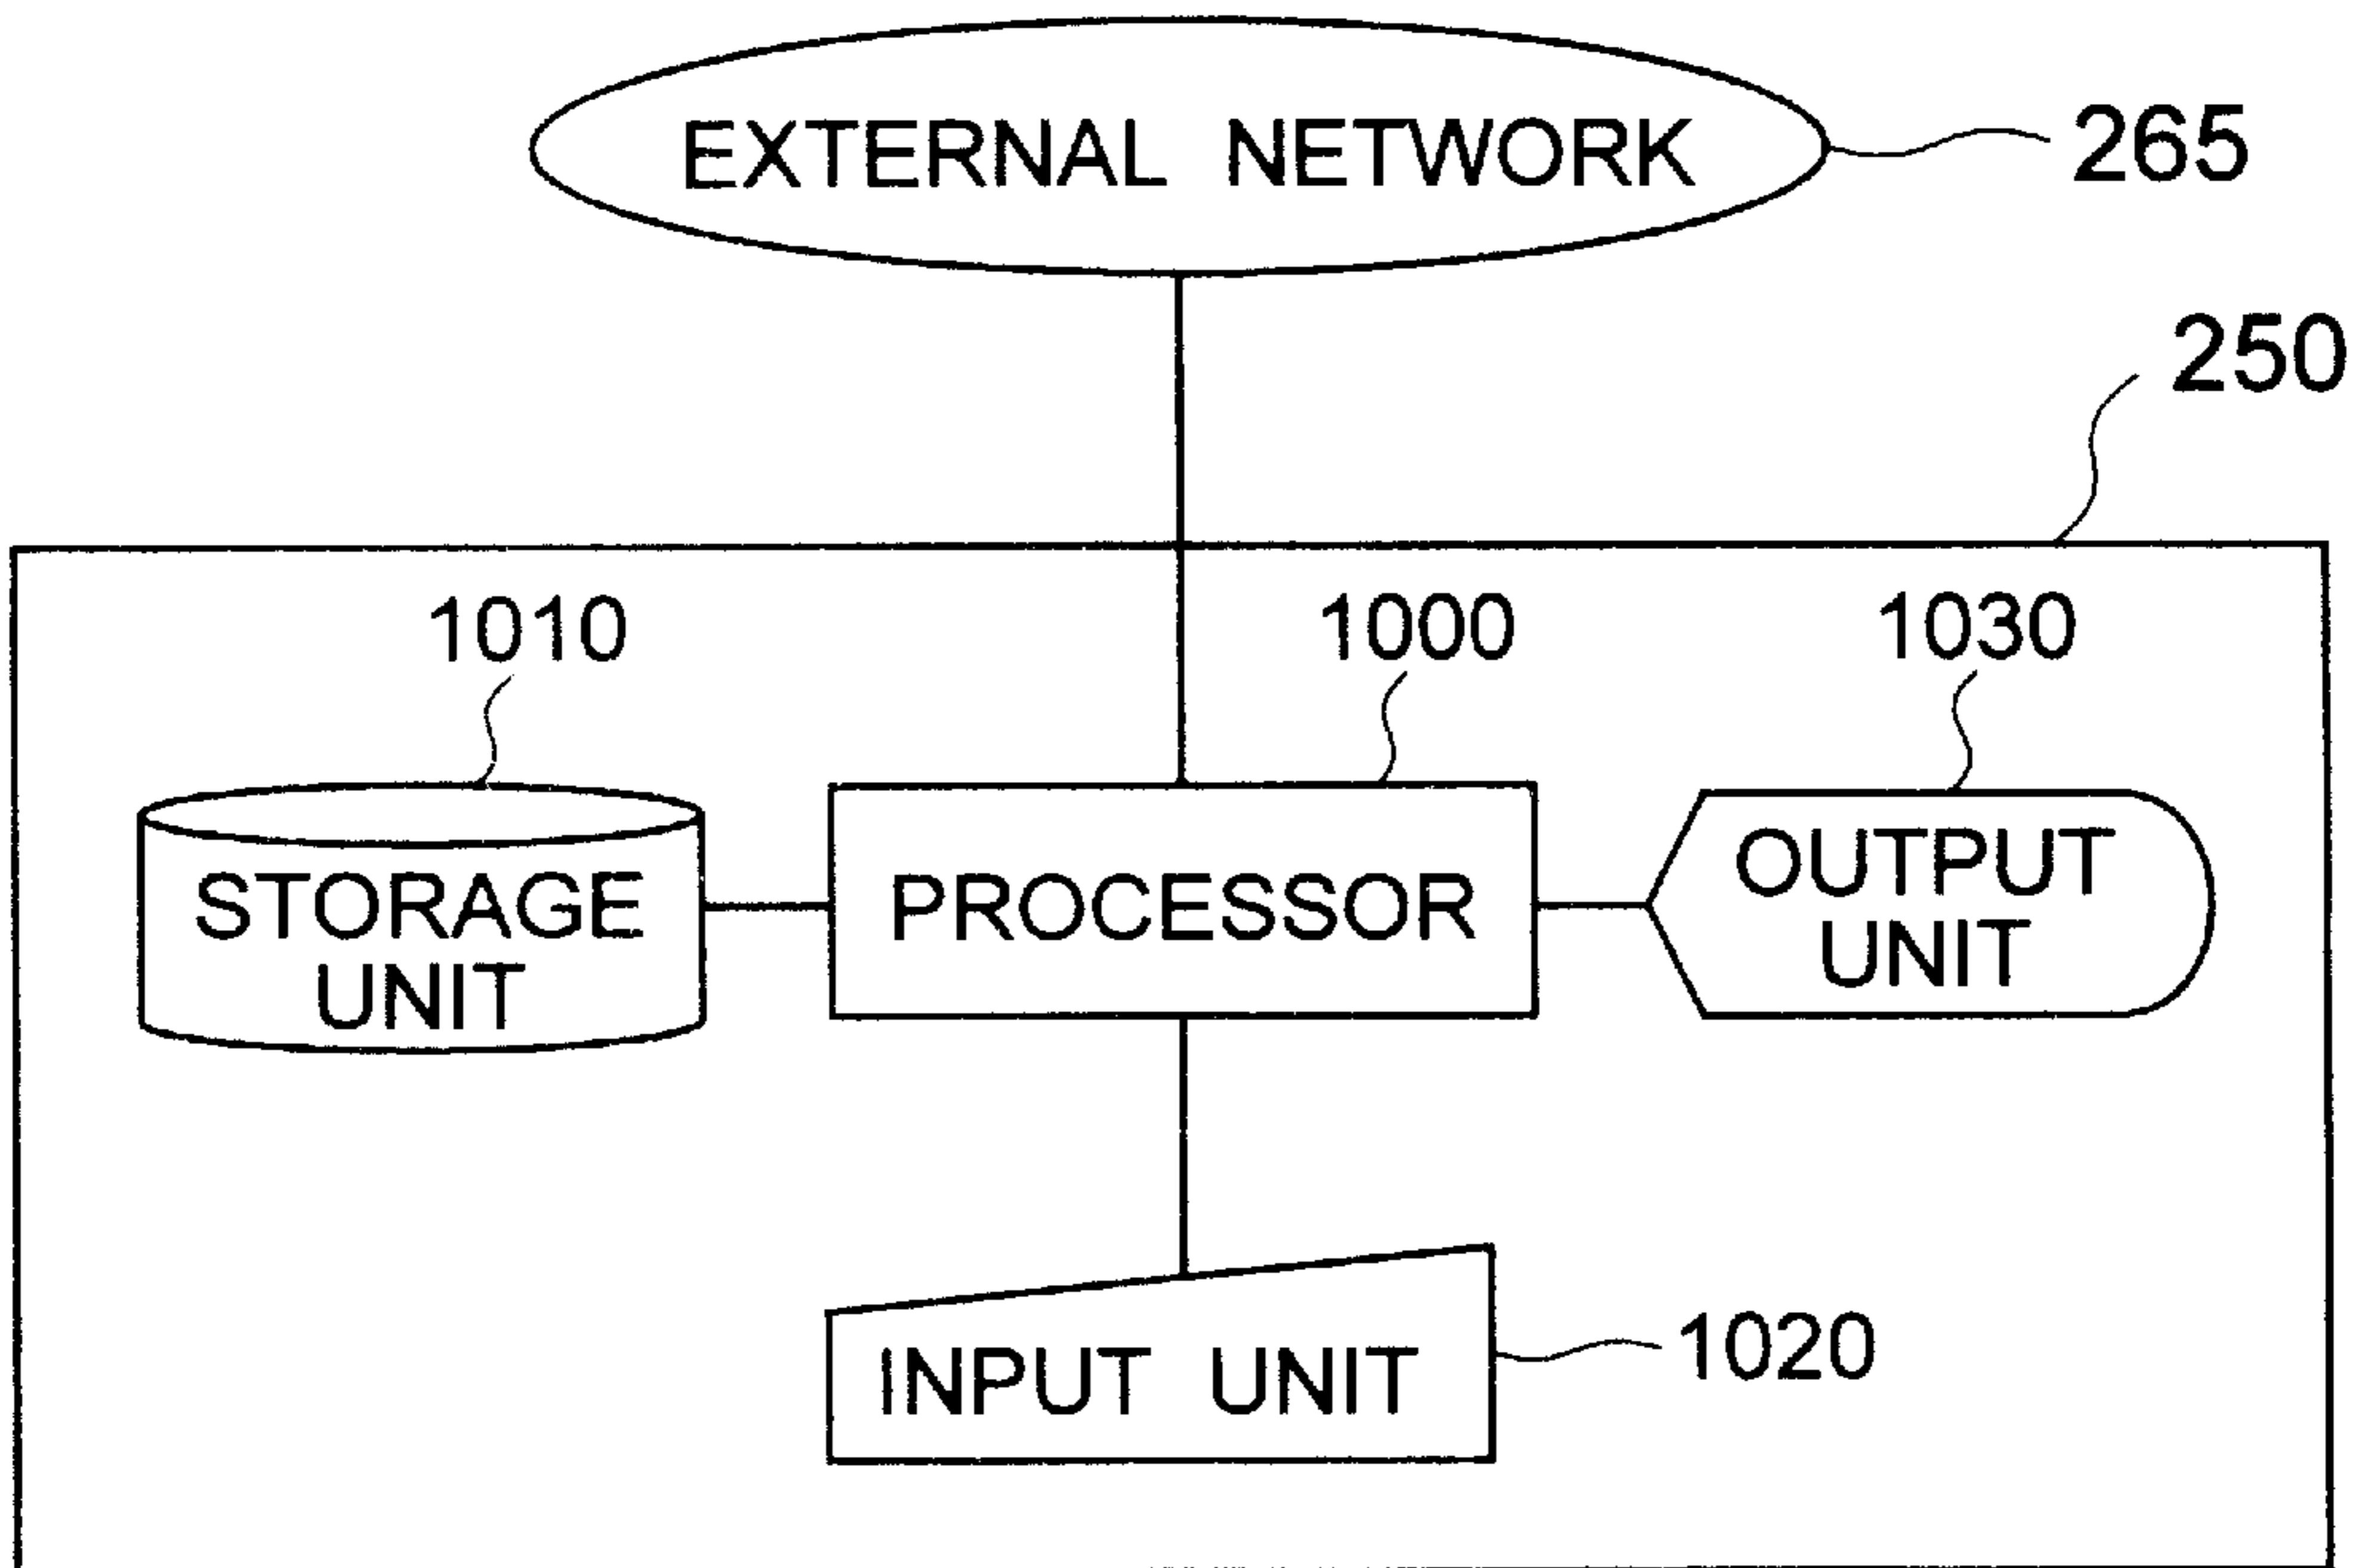 EXTERNAL NETWORK
265
250
1010
1000
1030
STORAGE
UNIT
PROCESSOR
OUTPUT
UNIT
INPUT UNIT
1020